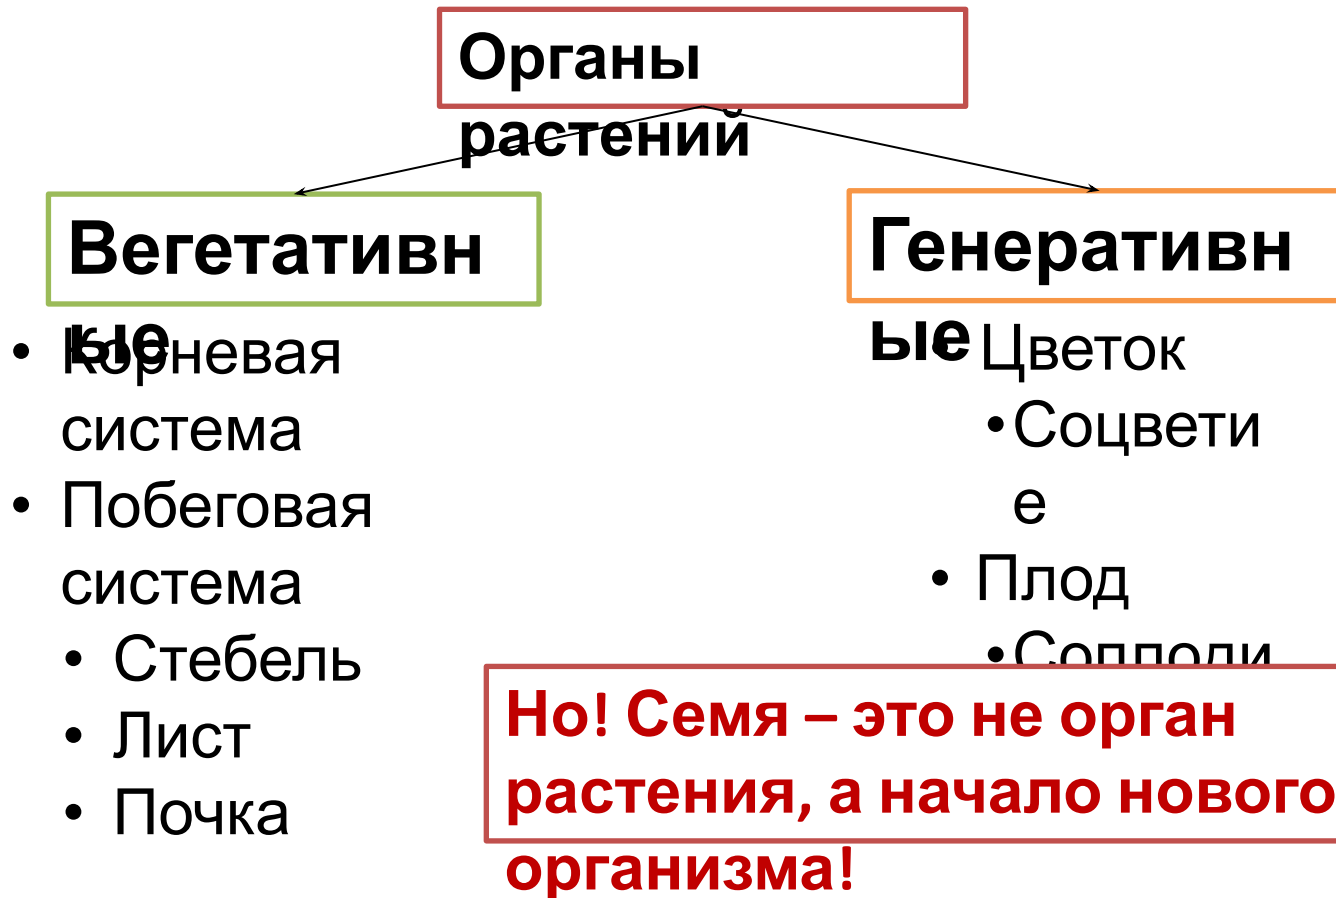 Органы
растений
Вегетативн
ые
Генеративн
ые
• Корневая
система
• Побеговая
система
• Стебель
• Лист
• Почка
• Цветок
•Соцвети
е
• Плод
•Соплоди
Но! Семя – это не орган
растения, а начало нового
организма!